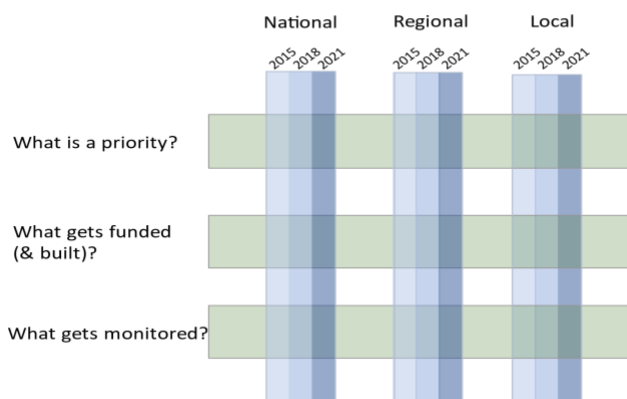 National Regional Local
2015 2018 2021 2015 2018 2021 2015 2018 2021
What is a priority?
What gets funded
(& built)?
What gets monitored?